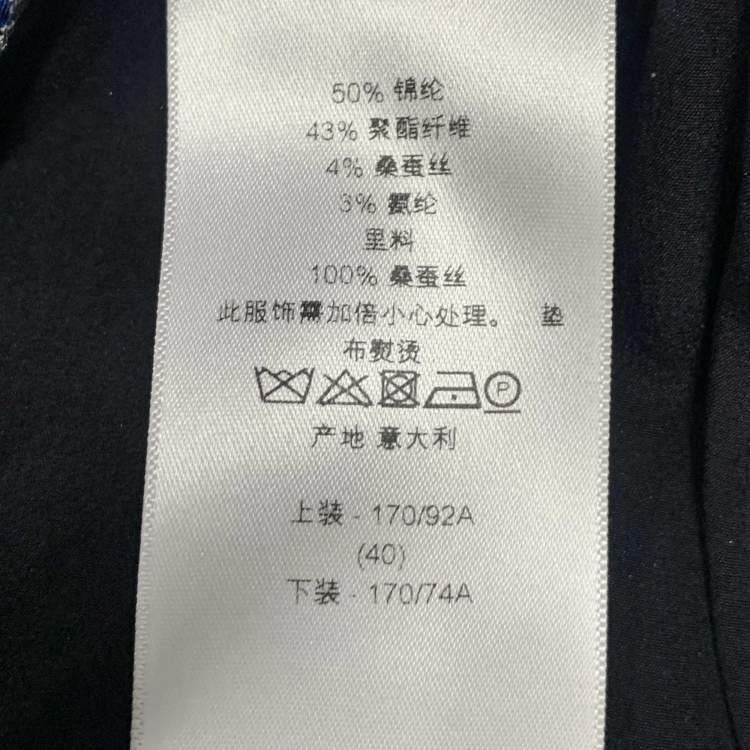 50% 锦纶
43% 聚酯纤维
4% 桑蚕丝
3% 氨纶
里料
100% 桑蚕丝
此服饰需加倍小心处理。 垫
布熨烫
P
产地 意大利
上装 - 170/92A
(40)
下装 - 170/74A